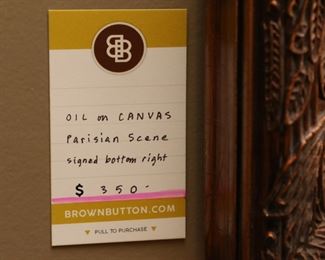 BB
OIL on CANVAS
Parisian Scene
signed bottom right
$ 350-
BROWNBUTTON.COM
▼ PULL TO PURCHASE ▼